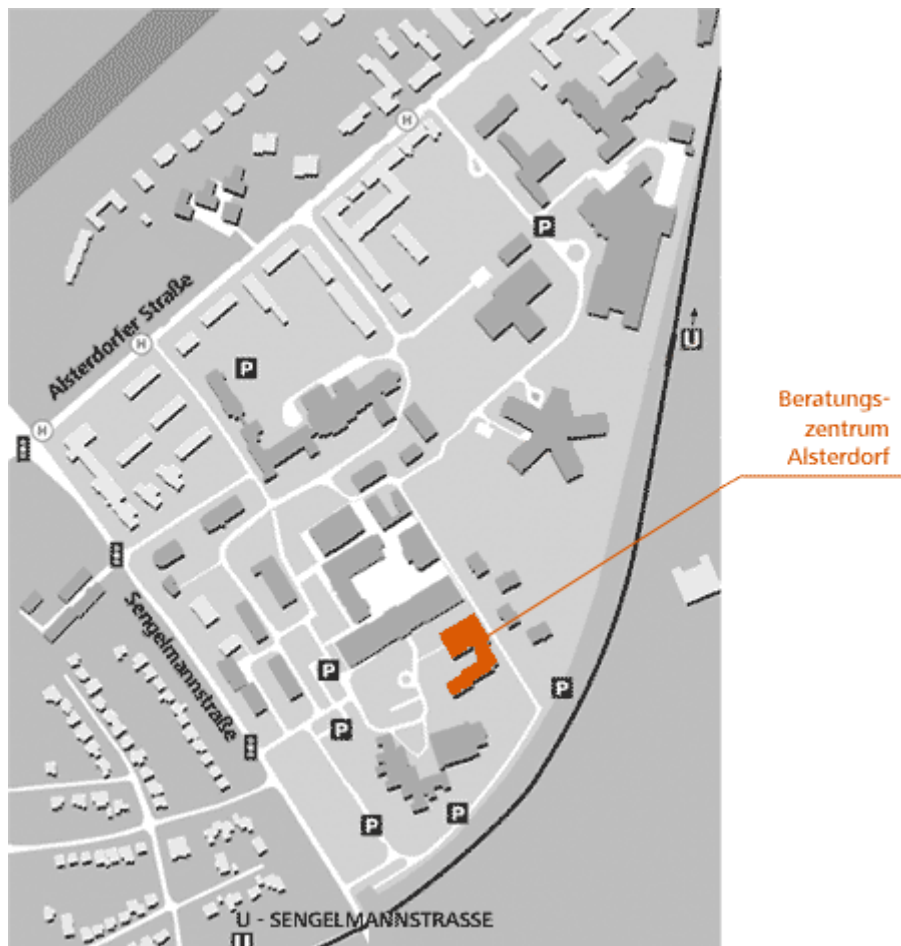 H
P
Alsterdorfer Straße
U
H
P
Beratungs-
zentrum
Alsterdorf
H
Sengelmannstraße
P
P
P
P
P
U - SENGELMANNSTRASSE
U